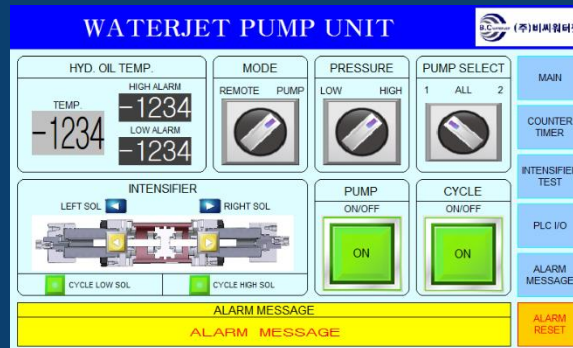 WATERJET PUMP UNIT
(주)비씨워터
HYD. OIL TEMP.
TEMP.
-1234
HIGH ALARM
-1234
LOW ALARM
-1234
MODE
REMOTE PUMP
PRESSURE
LOW HIGH
PUMP SELECT
1 ALL 2
MAIN
COUNTER
TIMER
INTENSIFIER
TEST
PLC I/O
ALARM
MESSAGE
ALARM
RESET
INTENSIFIER
LEFT SOL
RIGHT SOL
CYCLE LOW SOL
CYCLE HIGH SOL
PUMP
ON/OFF
ON
CYCLE
ON/OFF
ON
ALARM MESSAGE
ALARM MESSAGE